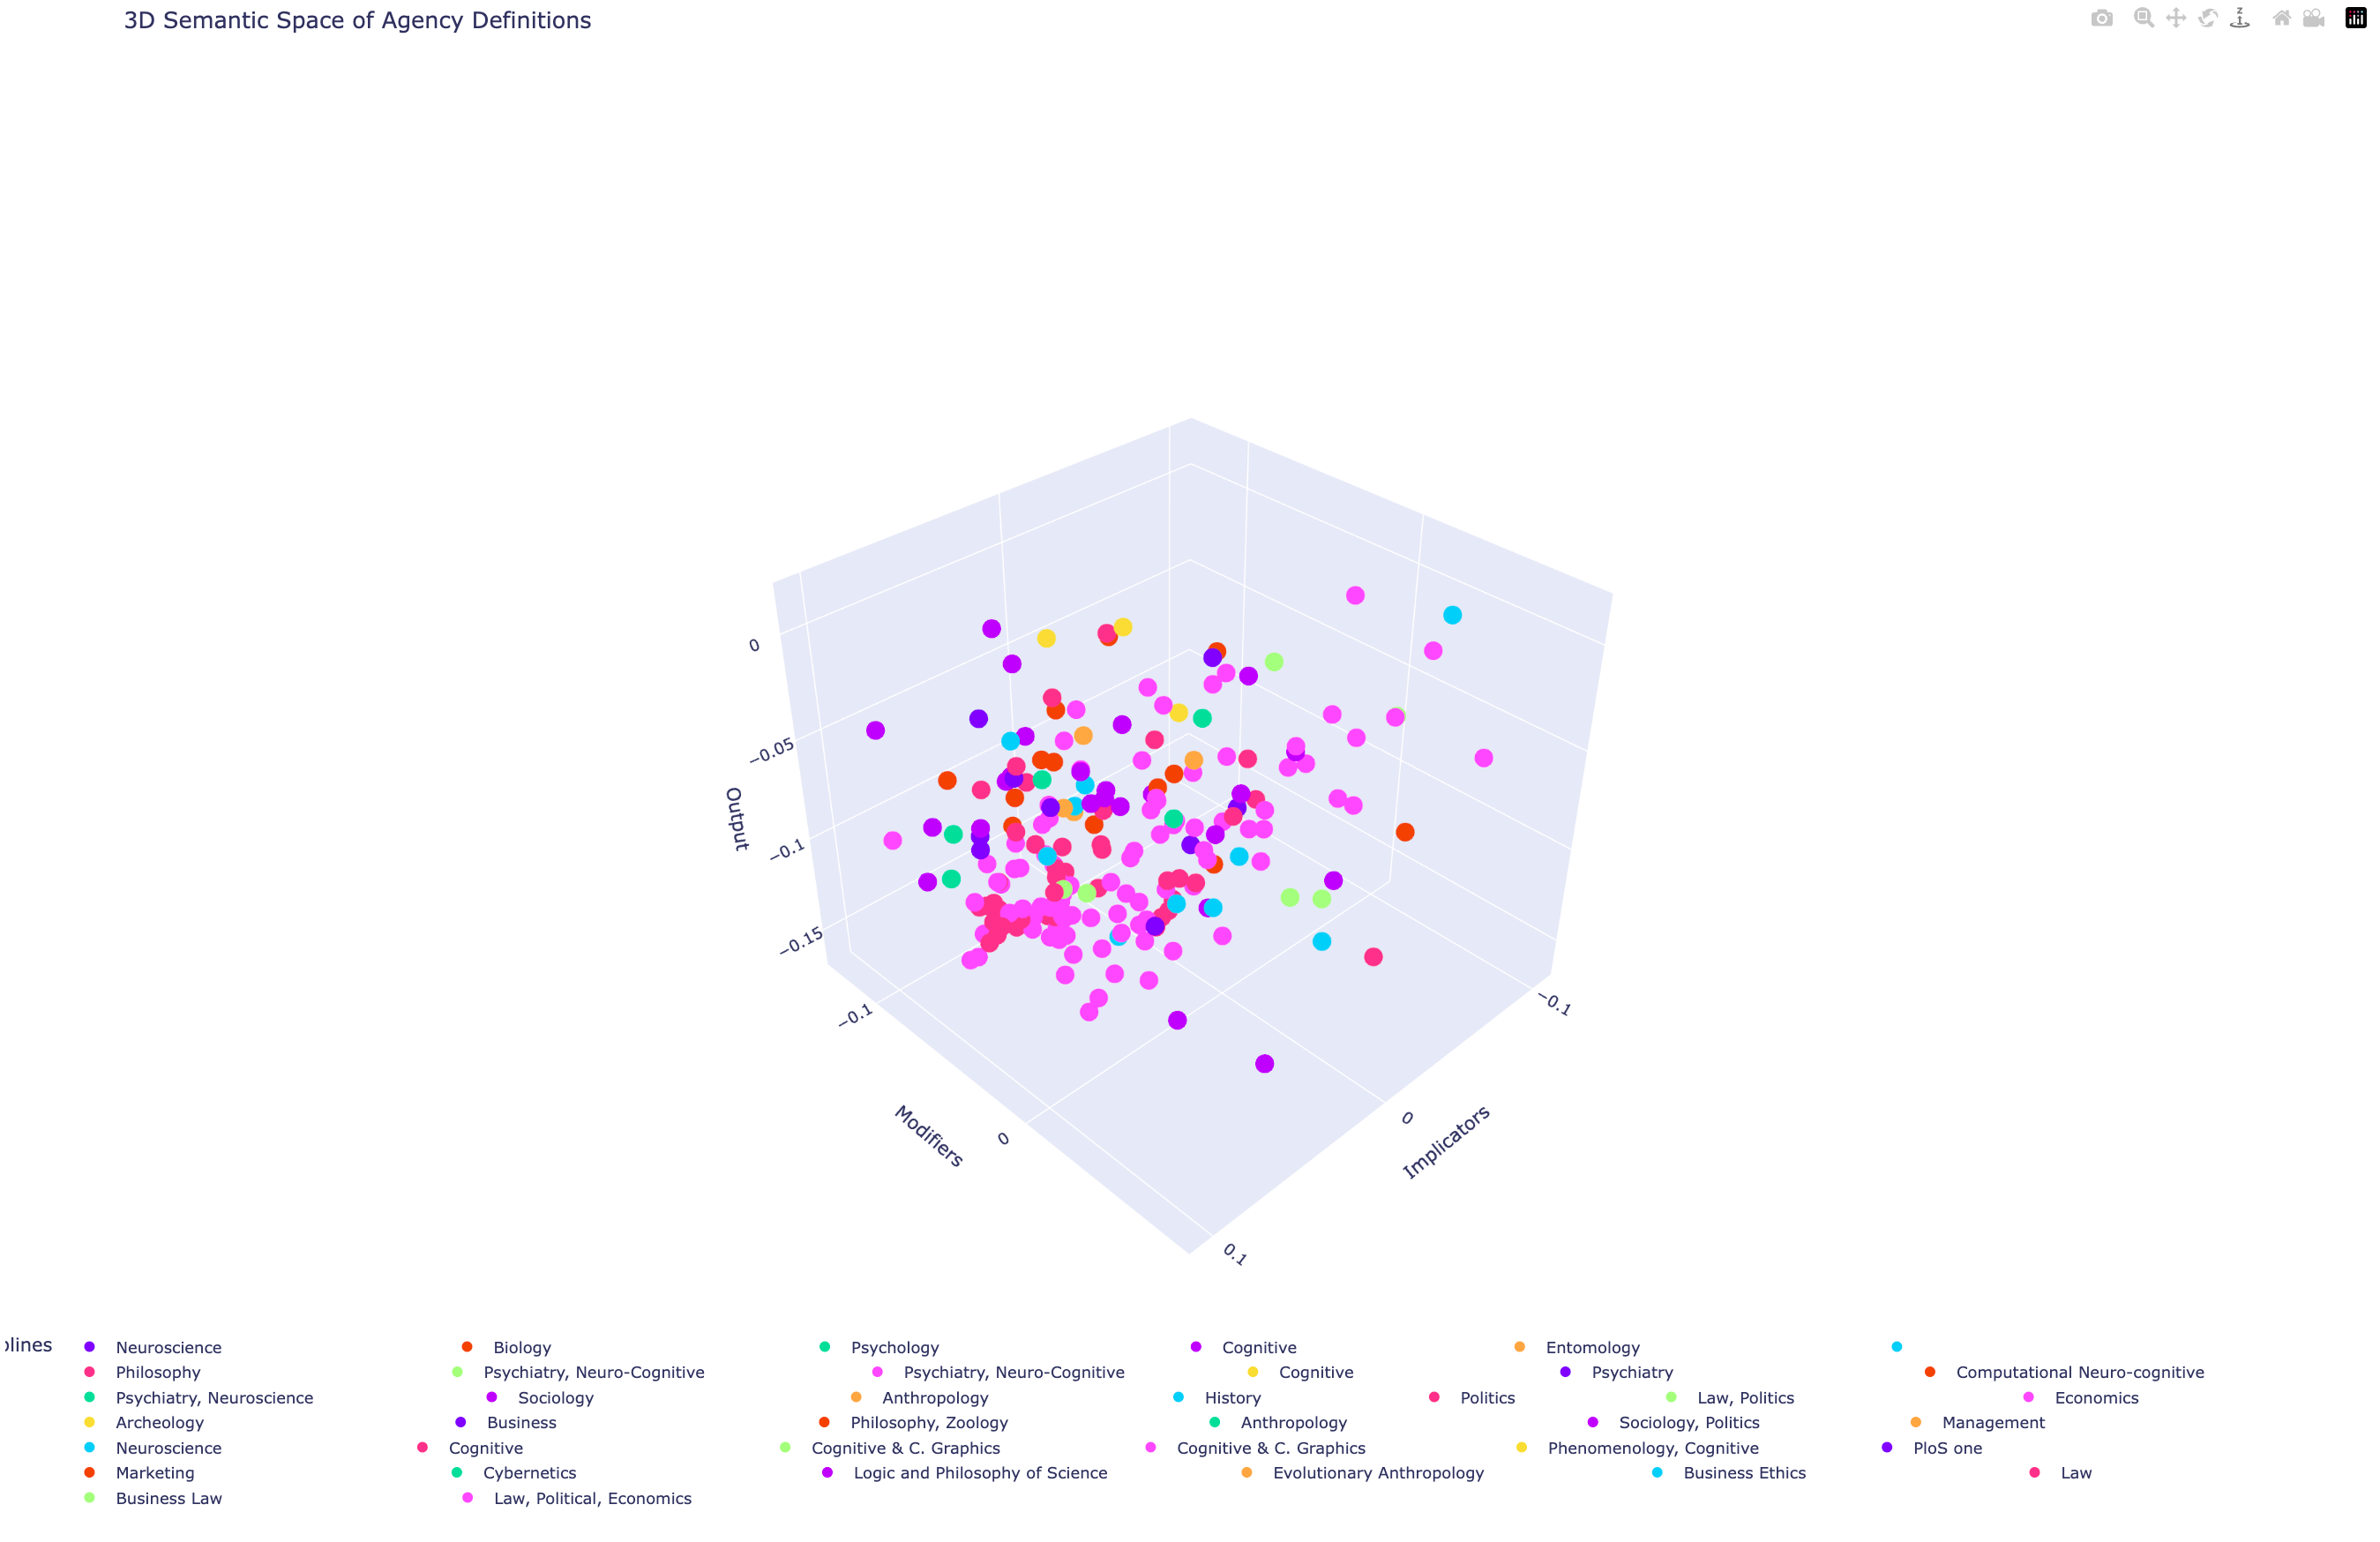 3D Semantic Space of Agency Definitions
0
−0.05
−0.1
−0.15
Output
−0.1
0
Modifiers
−0.1
0
0.1
Implicators
Neuroscience Biology Psychology Cognitive Entomology
Philosophy Psychiatry, Neuro-Cognitive Psychiatry, Neuro-Cognitive Cognitive Psychiatry Computational Neuro-cognitive
Psychiatry, Neuroscience Sociology Anthropology History Politics Law, Politics Economics
Archeology Business Philosophy, Zoology Anthropology Sociology, Politics Management
Neuroscience Cognitive Cognitive & C. Graphics Cognitive & C. Graphics Phenomenology, Cognitive PloS one
Marketing Cybernetics Logic and Philosophy of Science Evolutionary Anthropology Business Ethics Law
Business Law Law, Political, Economics